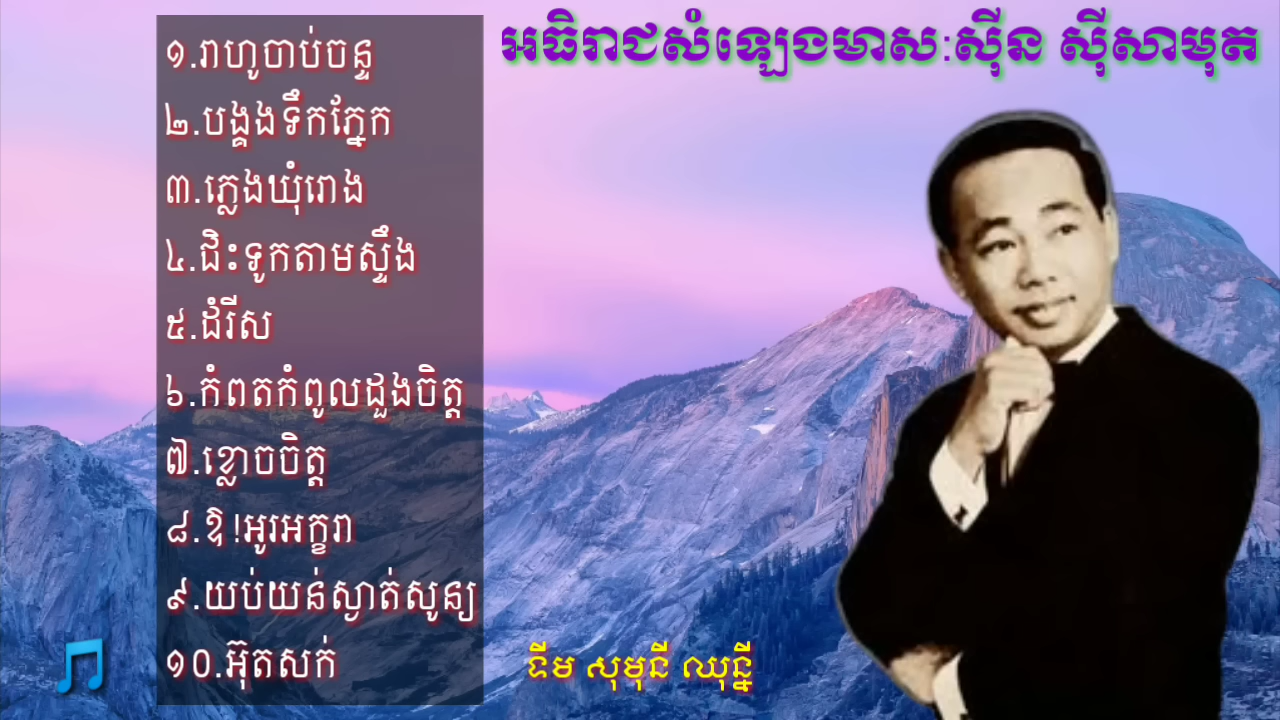 អធិរាជសំឡេងមាស:ស៊ីន ស៊ីសាមុត
១.រាហូចាប់ចន្ទ
២.បង្គងទឹកភ្នែក
៣.ភ្លេងឃុំរោង
៤.ជិះទូកតាមស្ទឹង
៥.ដំរីស
៦.កំពតកំពូលដួងចិត្ត
៧.ខ្លោចចិត្ត
៨.ឱ!អូរអក្ខរា
៩.យប់យន់ស្ងាត់សូន្យ
១០.អ៊ុតសក់
ទីម សុមុនី ឈុន្នី